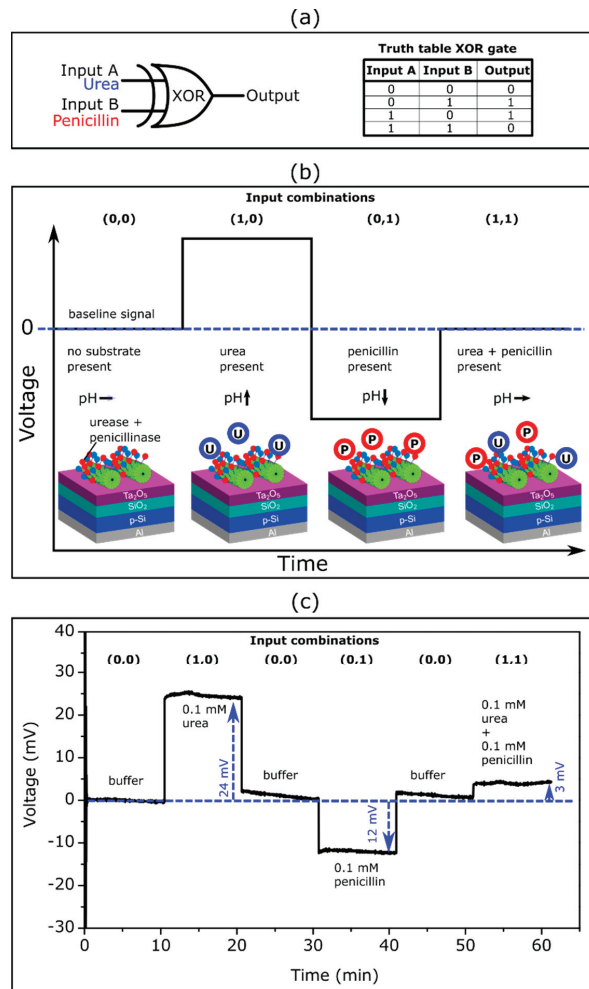 (a)
Input A
Urea
Input B
Penicillin
XOR
Output
Truth table XOR gate
Input A Input B Output
0 0 0
0 1 1
1 0 1
1 1 0
(b)
Input combinations
(0,0) (1,0) (0,1) (1,1)
Voltage
0
baseline signal
no substrate present
urea present
penicillin present
urea + penicillin present
pH
pH
pH
pH
urease + penicillinase
U U U
P P P
P U P U
Ta₂O₅ Ta₂O₅ Ta₂O₅ Ta₂O₅
SiO₂ SiO₂ SiO₂ SiO₂
p-Si p-Si p-Si p-Si
Al Al Al Al
Time
(c)
Input combinations
(0.0) (1.0) (0.0) (0.1) (0.0) (1.1)
Voltage (mV)
40
30
20
10
0
-10
-20
-30
buffer
0.1 mM
urea
24 mV
buffer
0.1 mM
penicillin
12 mV
buffer
0.1 mM
urea
+
0.1 mM
penicillin
3 mV
0 10 20 30 40 50 60
Time (min)